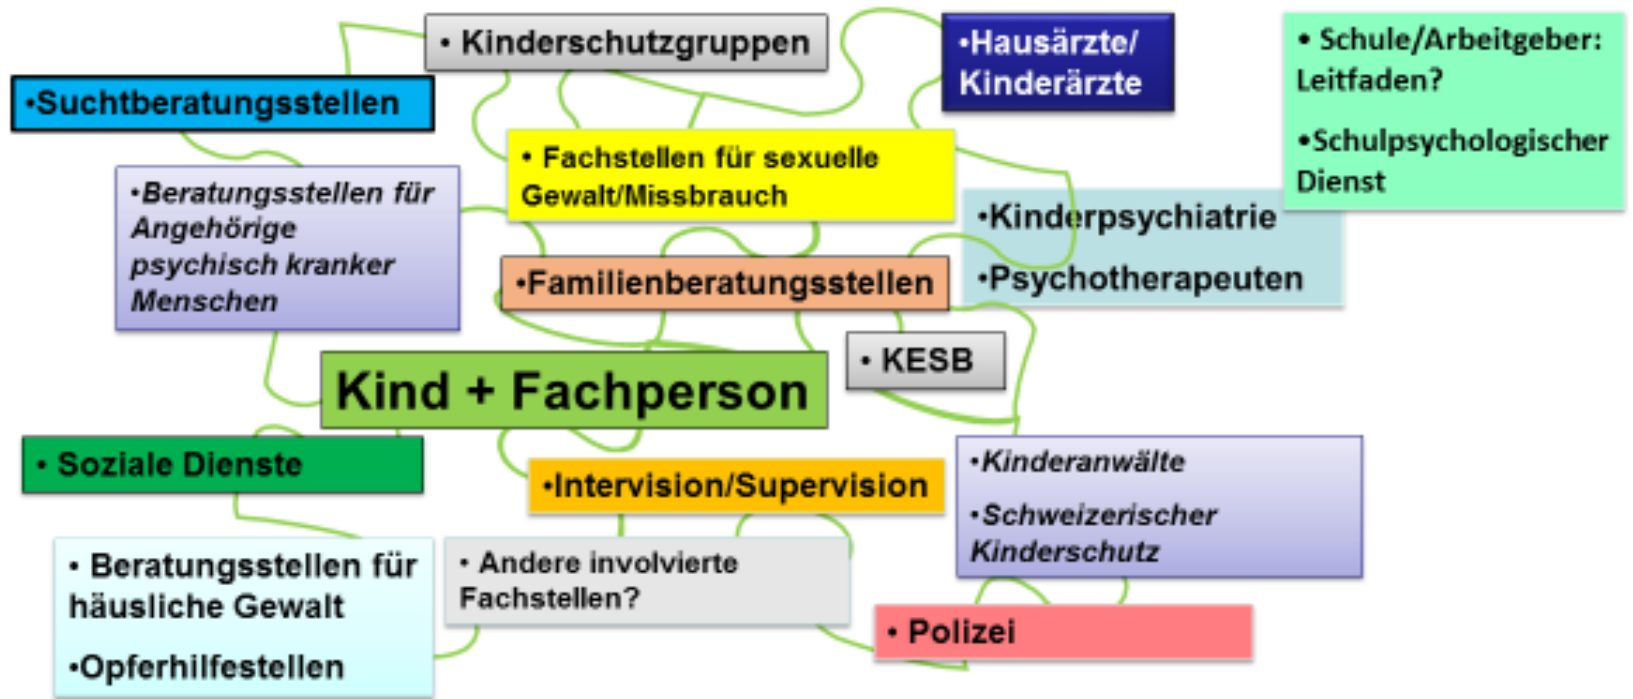 • Kinderschutzgruppen
•Hausärzte/
Kinderärzte
• Schule/Arbeitgeber:
Leitfaden?
•Schulpsychologischer
Dienst
•Suchtberatungsstellen
• Fachstellen für sexuelle
Gewalt/Missbrauch
•Beratungsstellen für
Angehörige
psychisch kranker
Menschen
•Kinderpsychiatrie
•Psychotherapeuten
•Familienberatungsstellen
• KESB
Kind + Fachperson
• Soziale Dienste
•Intervision/Supervision
•Kinderanwälte
•Schweizerischer
Kinderschutz
• Beratungsstellen für
häusliche Gewalt
•Opferhilfestellen
• Andere involvierte
Fachstellen?
• Polizei